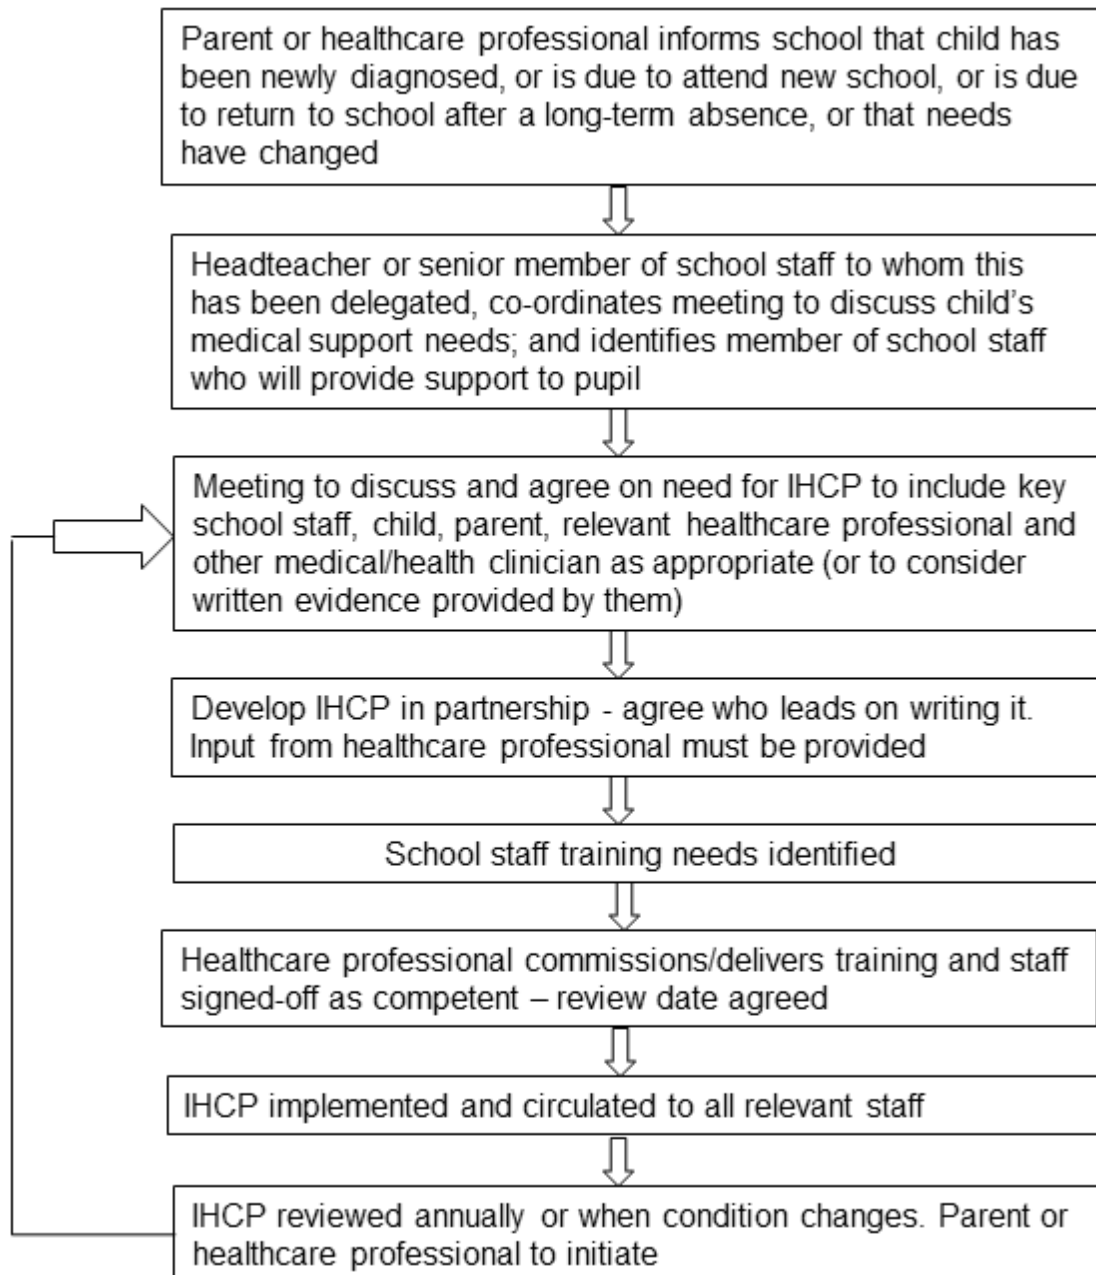 Parent or healthcare professional informs school that child has
been newly diagnosed, or is due to attend new school, or is due
to return to school after a long-term absence, or that needs
have changed
Headteacher or senior member of school staff to whom this
has been delegated, co-ordinates meeting to discuss child's
medical support needs; and identifies member of school staff
who will provide support to pupil
Meeting to discuss and agree on need for IHCP to include key
school staff, child, parent, relevant healthcare professional and
other medical/health clinician as appropriate (or to consider
written evidence provided by them)
Develop IHCP in partnership - agree who leads on writing it.
Input from healthcare professional must be provided
School staff training needs identified
Healthcare professional commissions/delivers training and staff
signed-off as competent – review date agreed
IHCP implemented and circulated to all relevant staff
IHCP reviewed annually or when condition changes. Parent or
healthcare professional to initiate